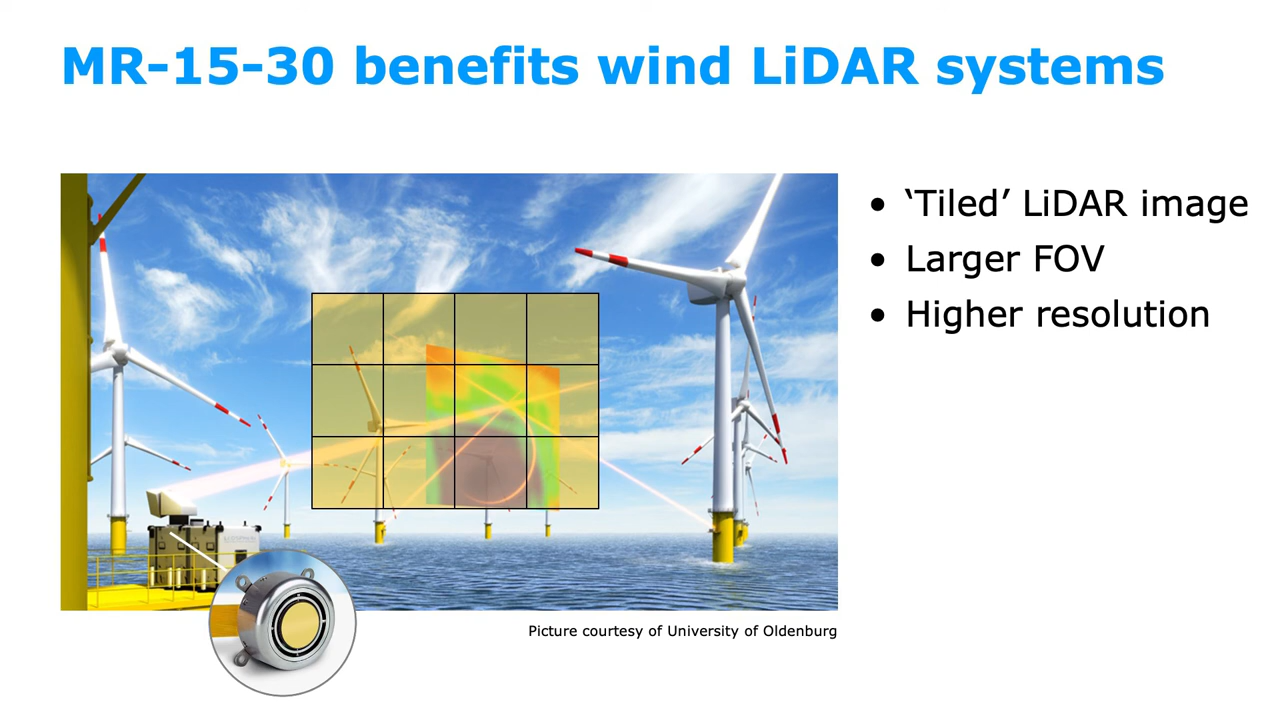 MR-15-30 benefits wind LiDAR systems
• ‘Tiled’ LiDAR image
• Larger FOV
• Higher resolution
Picture courtesy of University of Oldenburg